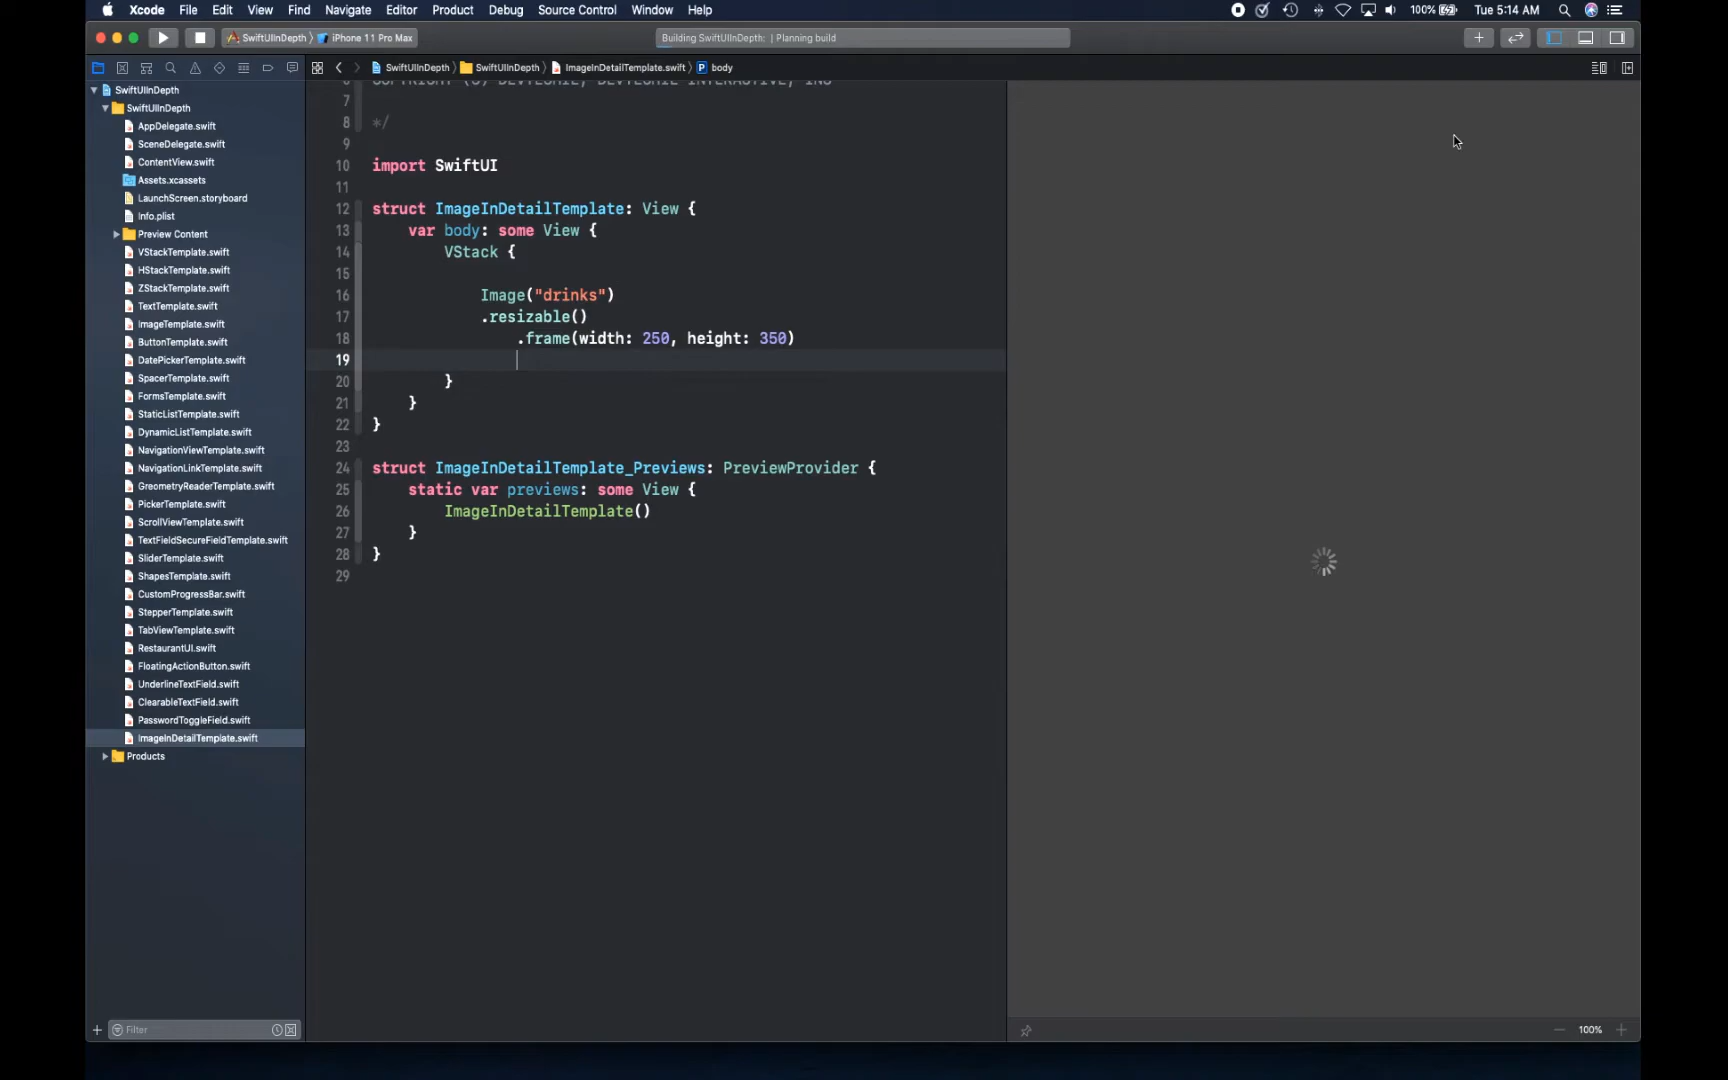 Xcode File Edit View Find Navigate Editor Product Debug Source Control Window Help 100% Tue 5:14 AM
SwiftUIInDepth iPhone 11 Pro Max Building SwiftUIInDepth: | Planning build
SwiftUIInDepth SwiftUIInDepth ImageInDetailTemplate.swift P body
SwiftUIInDepth
SwiftUIInDepth
AppDelegate.swift
SceneDelegate.swift
ContentView.swift
Assets.xcassets
LaunchScreen.storyboard
Info.plist
Preview Content
VStackTemplate.swift
HStackTemplate.swift
ZStackTemplate.swift
TextTemplate.swift
ImageTemplate.swift
ButtonTemplate.swift
DatePickerTemplate.swift
SpacerTemplate.swift
FormsTemplate.swift
StaticListTemplate.swift
DynamicListTemplate.swift
NavigationViewTemplate.swift
NavigationLinkTemplate.swift
GreometryReaderTemplate.swift
PickerTemplate.swift
ScrollViewTemplate.swift
TextFieldSecureFieldTemplate.swift
SliderTemplate.swift
ShapesTemplate.swift
CustomProgressBar.swift
StepperTemplate.swift
TabViewTemplate.swift
RestaurantUI.swift
FloatingActionButton.swift
UnderlineTextField.swift
ClearableTextField.swift
PasswordToggleField.swift
ImageInDetailTemplate.swift
Products
Filter
7
8 */
9
10 import SwiftUI
11
12 struct ImageInDetailTemplate: View {
13 var body: some View {
14 VStack {
15
16 Image("drinks")
17 .resizable()
18 .frame(width: 250, height: 350)
19
20 }
21 }
22 }
23
24 struct ImageInDetailTemplate_Previews: PreviewProvider {
25 static var previews: some View {
26 ImageInDetailTemplate()
27 }
28 }
29
100%